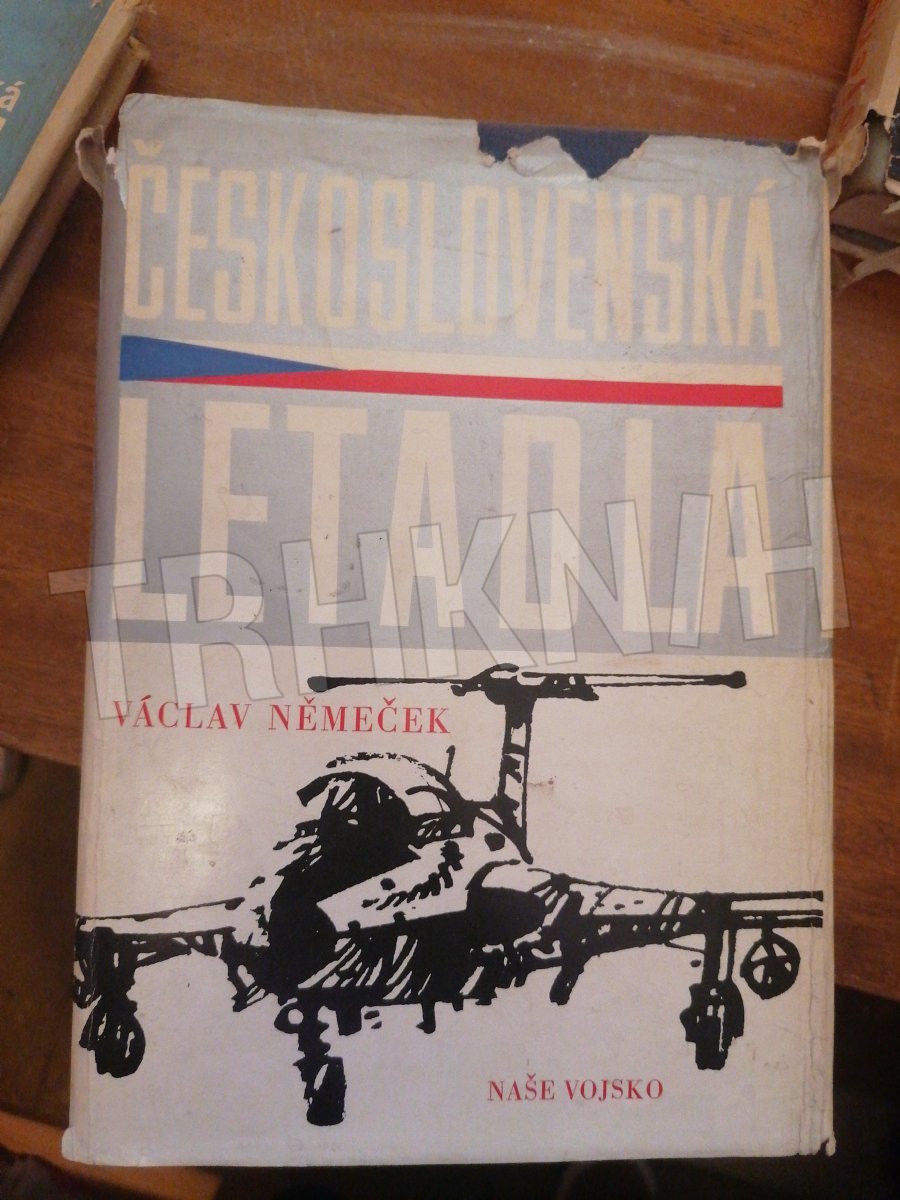 á
ČESKOSLOVENSKÁ
LETADLA
TRHKNIH
VÁCLAV NĚMEČEK
NAŠE VOJSKO